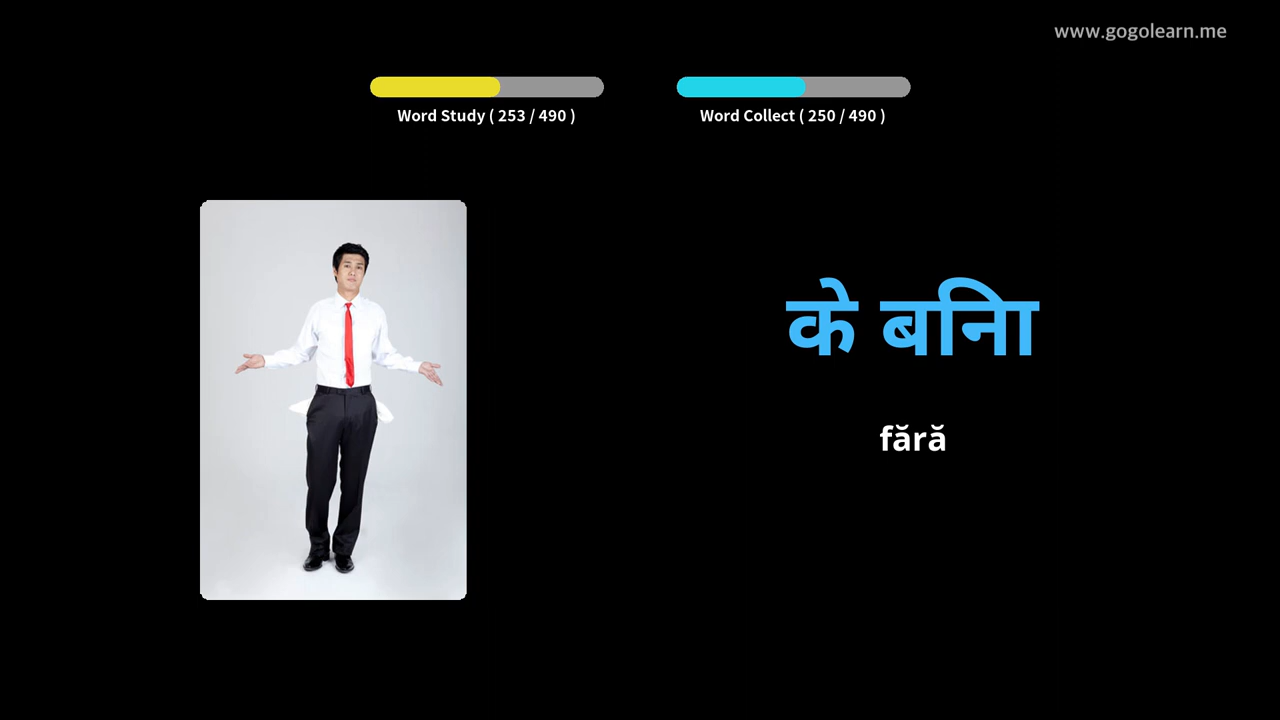 www.gogolearn.me
Word Study ( 253 / 490 )
Word Collect ( 250 / 490 )
के बिना
fără